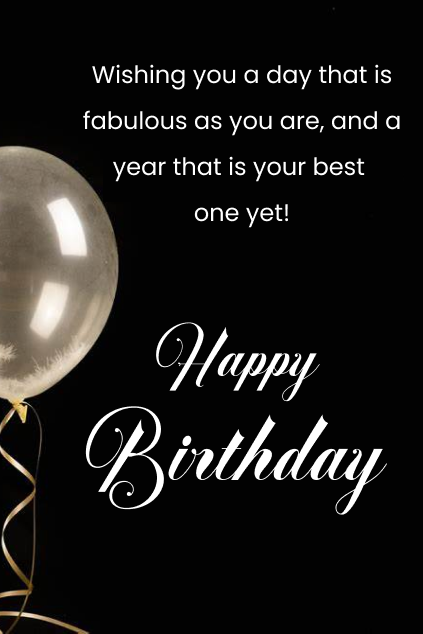 Wishing you a day that is
fabulous as you are, and a
year that is your best
one yet!
Happy
Birthday